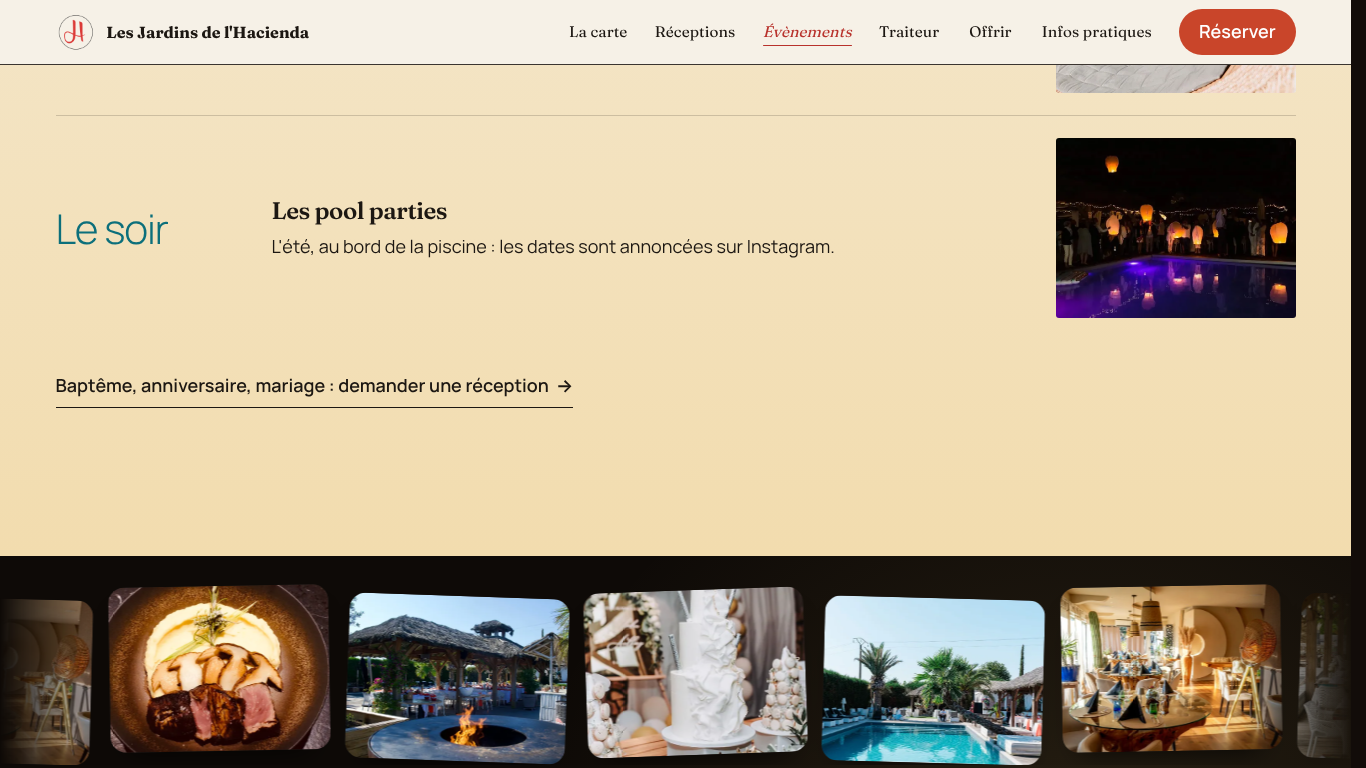 Les Jardins de l'Hacienda
La carte
Réceptions
Évènements
Traiteur
Offrir
Infos pratiques
Réserver
Le soir
Les pool parties
L'été, au bord de la piscine : les dates sont annoncées sur Instagram.
Baptême, anniversaire, mariage : demander une réception →